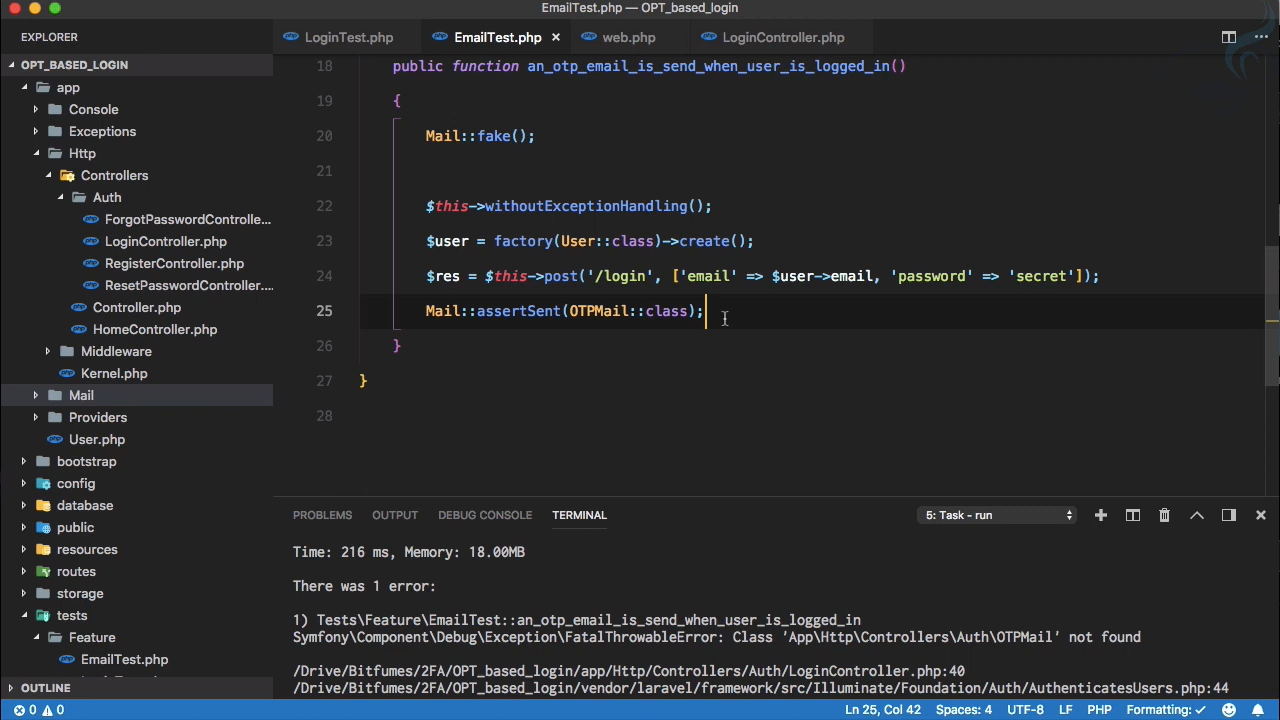 EmailTest.php — OPT_based_login
EXPLORER
LoginTest.php
EmailTest.php ×
web.php
LoginController.php
OPT_BASED_LOGIN
app
Console
Exceptions
Http
Controllers
Auth
ForgotPasswordControlle...
LoginController.php
RegisterController.php
ResetPasswordController....
Controller.php
HomeController.php
Middleware
Kernel.php
Mail
Providers
User.php
bootstrap
config
database
public
resources
routes
storage
tests
Feature
EmailTest.php
OUTLINE
18 public function an_otp_email_is_send_when_user_is_logged_in()
19 {
20 Mail::fake();
21
22 $this->withoutExceptionHandling();
23 $user = factory(User::class)->create();
24 $res = $this->post('/login', ['email' => $user->email, 'password' => 'secret']);
25 Mail::assertSent(OTPMail::class);
26 }
27 }
28
PROBLEMS OUTPUT DEBUG CONSOLE TERMINAL
5: Task - run
Time: 216 ms, Memory: 18.00MB
There was 1 error:
1) Tests\Feature\EmailTest::an_otp_email_is_send_when_user_is_logged_in
Symfony\Component\Debug\Exception\FatalThrowableError: Class 'App\Http\Controllers\Auth\OTPMail' not found
/Drive/Bitfumes/2FA/OPT_based_login/app/Http/Controllers/Auth/LoginController.php:40
/Drive/Bitfumes/2FA/OPT_based_login/vendor/laravel/framework/src/Illuminate/Foundation/Auth/AuthenticatesUsers.php:44
0 0
Ln 25, Col 42 Spaces: 4 UTF-8 LF PHP Formatting: ✓